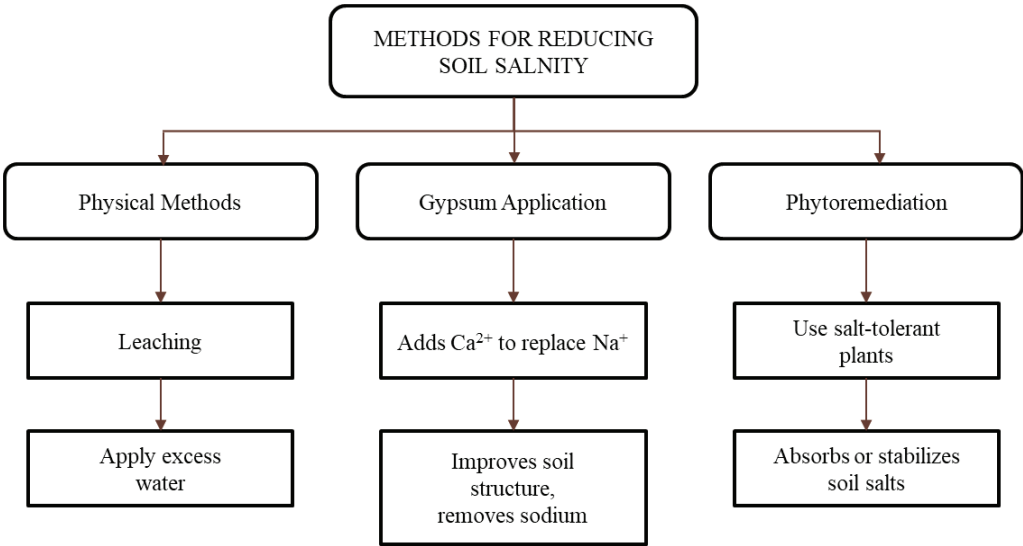 METHODS FOR REDUCING
SOIL SALNITY
Physical Methods
Gypsum Application
Phytoremediation
Leaching
Adds Ca²⁺ to replace Na⁺
Use salt-tolerant
plants
Apply excess
water
Improves soil
structure,
removes sodium
Absorbs or stabilizes
soil salts